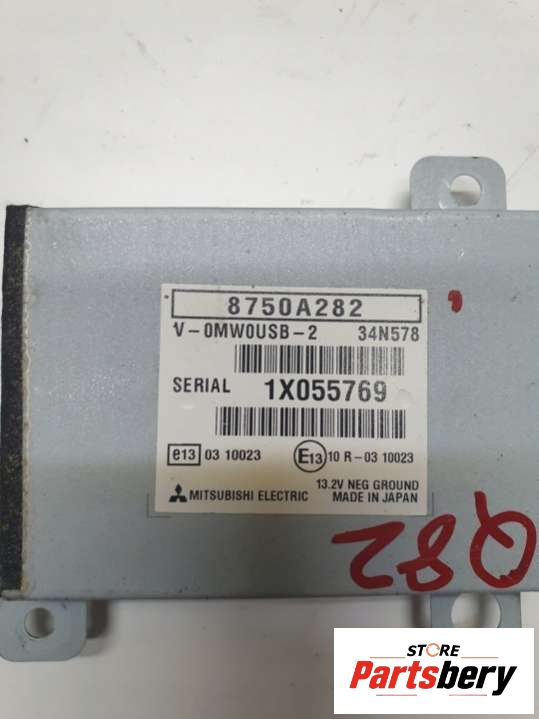 8750A282
V-0MW0USB-2 34N578
SERIAL 1X055769
e13 03 10023 E13 10 R-03 10023
13.2V NEG GROUND
MITSUBISHI ELECTRIC MADE IN JAPAN
Q82
STORE
Partsbery